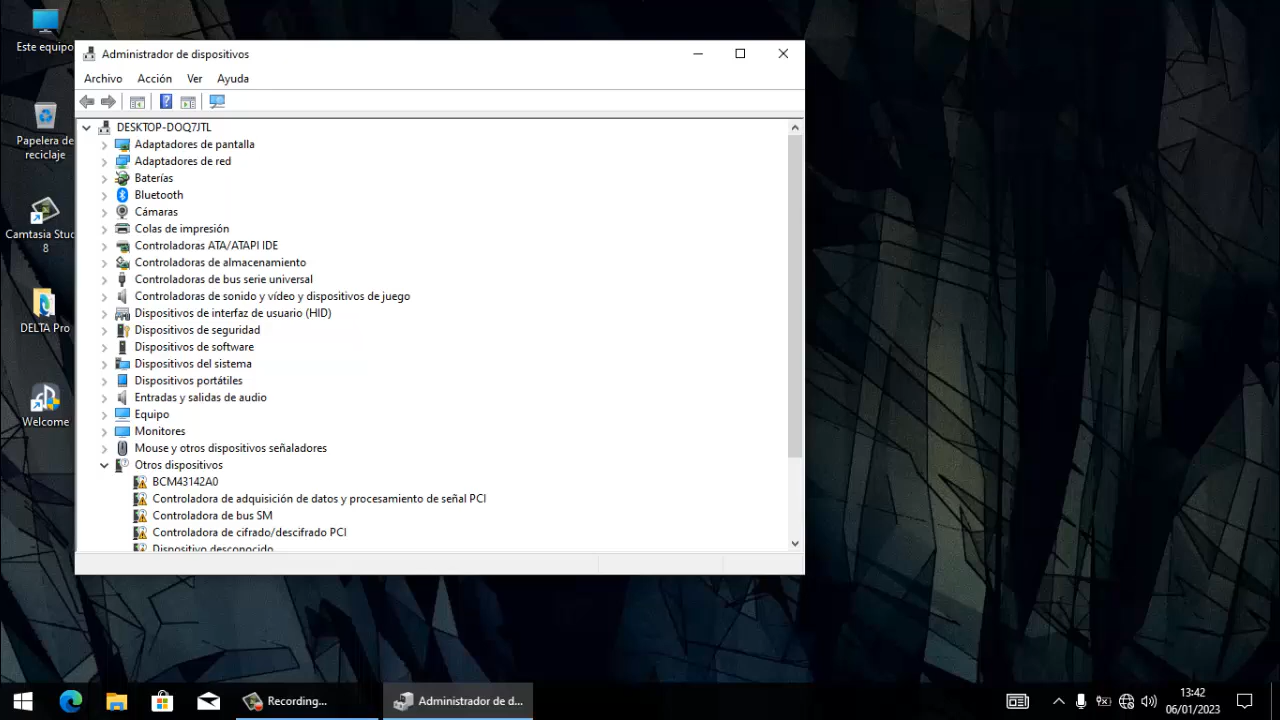 Este equipo
Papelera de
reciclaje
Camtasia Stud
8
DELTA Pro
Welcome
Administrador de dispositivos
Archivo Acción Ver Ayuda
DESKTOP-DOQ7JTL
Adaptadores de pantalla
Adaptadores de red
Baterías
Bluetooth
Cámaras
Colas de impresión
Controladoras ATA/ATAPI IDE
Controladoras de almacenamiento
Controladoras de bus serie universal
Controladoras de sonido y vídeo y dispositivos de juego
Dispositivos de interfaz de usuario (HID)
Dispositivos de seguridad
Dispositivos de software
Dispositivos del sistema
Dispositivos portátiles
Entradas y salidas de audio
Equipo
Monitores
Mouse y otros dispositivos señaladores
Otros dispositivos
BCM43142A0
Controladora de adquisición de datos y procesamiento de señal PCI
Controladora de bus SM
Controladora de cifrado/descifrado PCI
Dispositivo desconocido
Recording...
Administrador de d...
13:42
06/01/2023